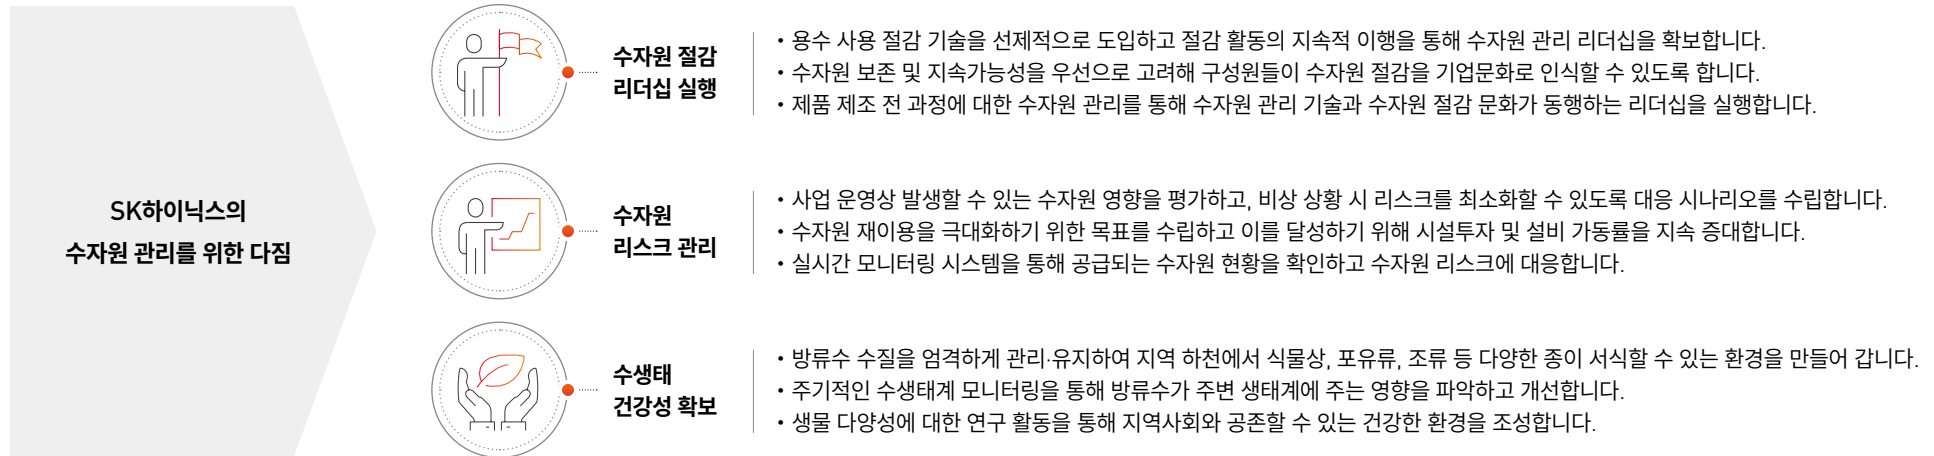 SK하이닉스의
수자원 관리를 위한 다짐
수자원 절감
리더십 실행
• 용수 사용 절감 기술을 선제적으로 도입하고 절감 활동의 지속적 이행을 통해 수자원 관리 리더십을 확보합니다.
• 수자원 보존 및 지속가능성을 우선으로 고려해 구성원들이 수자원 절감을 기업문화로 인식할 수 있도록 합니다.
• 제품 제조 전 과정에 대한 수자원 관리를 통해 수자원 관리 기술과 수자원 절감 문화가 동행하는 리더십을 실행합니다.
수자원
리스크 관리
• 사업 운영상 발생할 수 있는 수자원 영향을 평가하고, 비상 상황 시 리스크를 최소화할 수 있도록 대응 시나리오를 수립합니다.
• 수자원 재이용을 극대화하기 위한 목표를 수립하고 이를 달성하기 위해 시설투자 및 설비 가동률을 지속 증대합니다.
• 실시간 모니터링 시스템을 통해 공급되는 수자원 현황을 확인하고 수자원 리스크에 대응합니다.
수생태
건강성 확보
• 방류수 수질을 엄격하게 관리·유지하여 지역 하천에서 식물상, 포유류, 조류 등 다양한 종이 서식할 수 있는 환경을 만들어 갑니다.
• 주기적인 수생태계 모니터링을 통해 방류수가 주변 생태계에 주는 영향을 파악하고 개선합니다.
• 생물 다양성에 대한 연구 활동을 통해 지역사회와 공존할 수 있는 건강한 환경을 조성합니다.